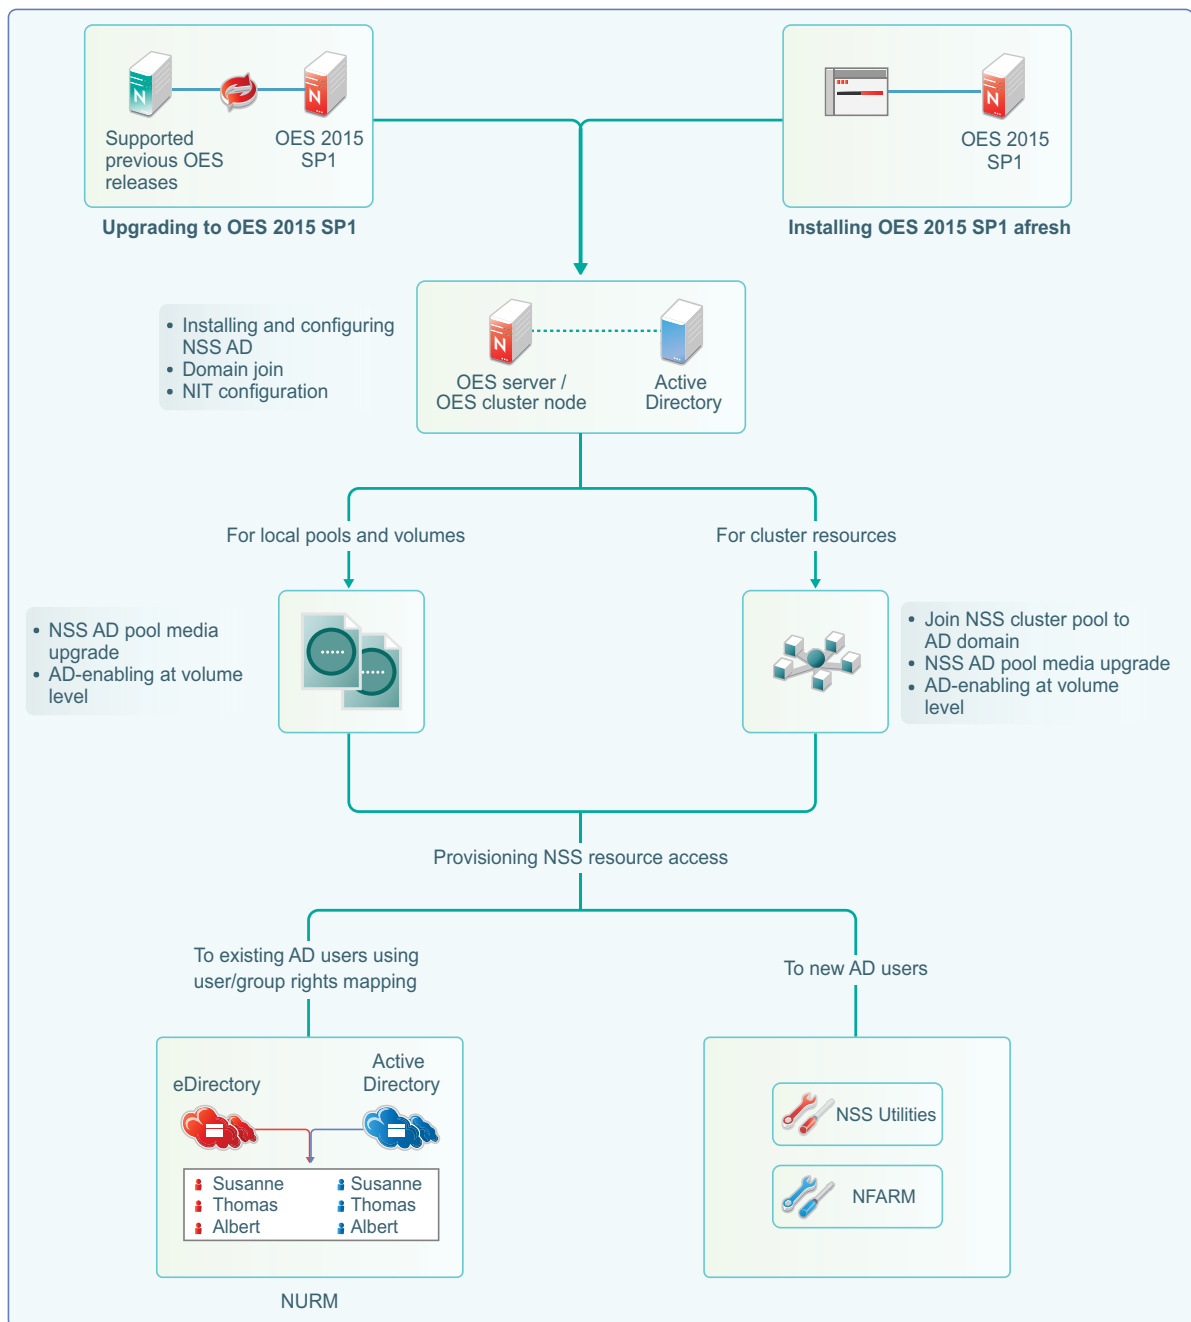 Supported
previous OES
releases
OES 2015
SP1
Upgrading to OES 2015 SP1
OES 2015
SP1
Installing OES 2015 SP1 afresh
• Installing and configuring
NSS AD
• Domain join
• NIT configuration
OES server /
OES cluster node
Active
Directory
For local pools and volumes
For cluster resources
• NSS AD pool media
upgrade
• AD-enabling at volume
level
• Join NSS cluster pool to
AD domain
• NSS AD pool media upgrade
• AD-enabling at volume
level
Provisioning NSS resource access
To existing AD users using
user/group rights mapping
To new AD users
eDirectory
Active
Directory
Susanne
Thomas
Albert
Susanne
Thomas
Albert
NURM
NSS Utilities
NFARM